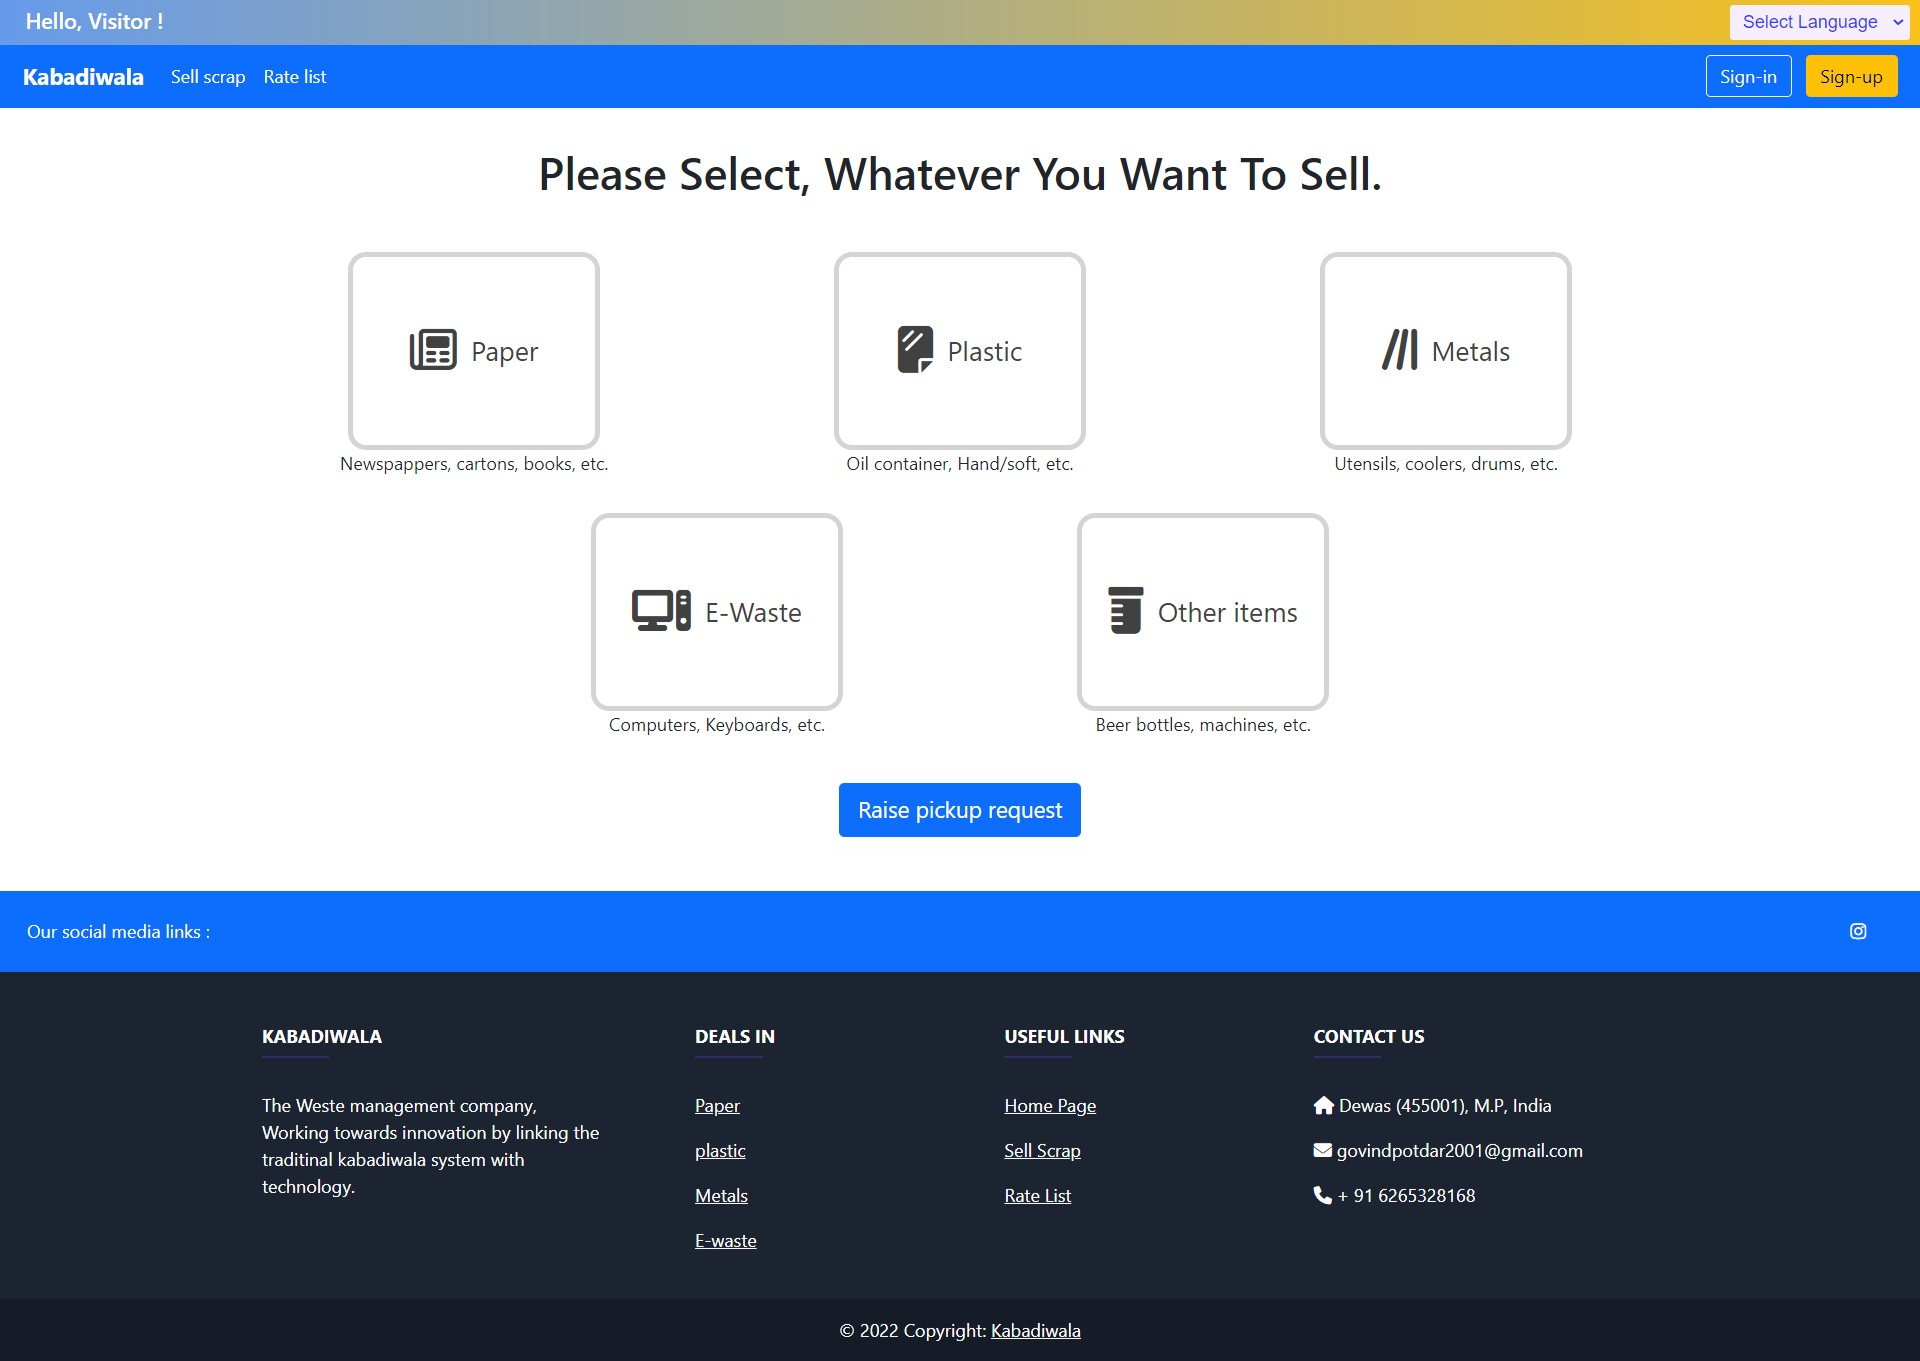 Hello, Visitor !
Select Language
Kabadiwala
Sell scrap
Rate list
Sign-in
Sign-up
Please Select, Whatever You Want To Sell.
Paper
Plastic
Metals
Newspappers, cartons, books, etc.
Oil container, Hand/soft, etc.
Utensils, coolers, drums, etc.
E-Waste
Other items
Computers, Keyboards, etc.
Beer bottles, machines, etc.
Raise pickup request
Our social media links :
KABADIWALA
The Weste management company,
Working towards innovation by linking the
traditinal kabadiwala system with
technology.
DEALS IN
Paper
plastic
Metals
E-waste
USEFUL LINKS
Home Page
Sell Scrap
Rate List
CONTACT US
Dewas (455001), M.P, India
govindpotdar2001@gmail.com
+ 91 6265328168
© 2022 Copyright: Kabadiwala